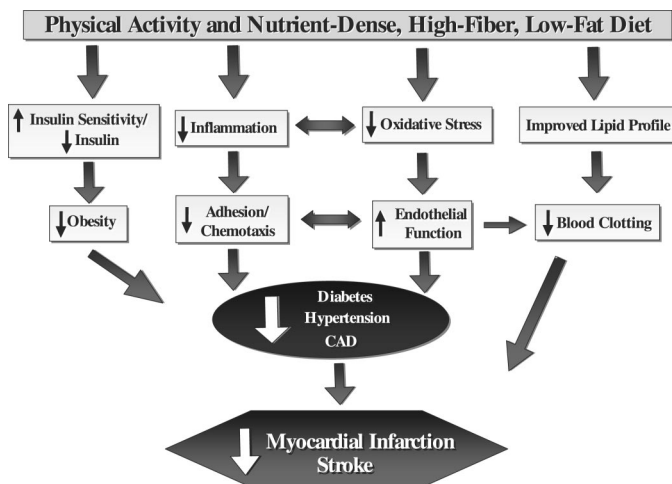 Physical Activity and Nutrient-Dense, High-Fiber, Low-Fat Diet
Insulin Sensitivity/
Insulin
Inflammation
Oxidative Stress
Improved Lipid Profile
Obesity
Adhesion/
Chemotaxis
Endothelial
Function
Blood Clotting
Diabetes
Hypertension
CAD
Myocardial Infarction
Stroke